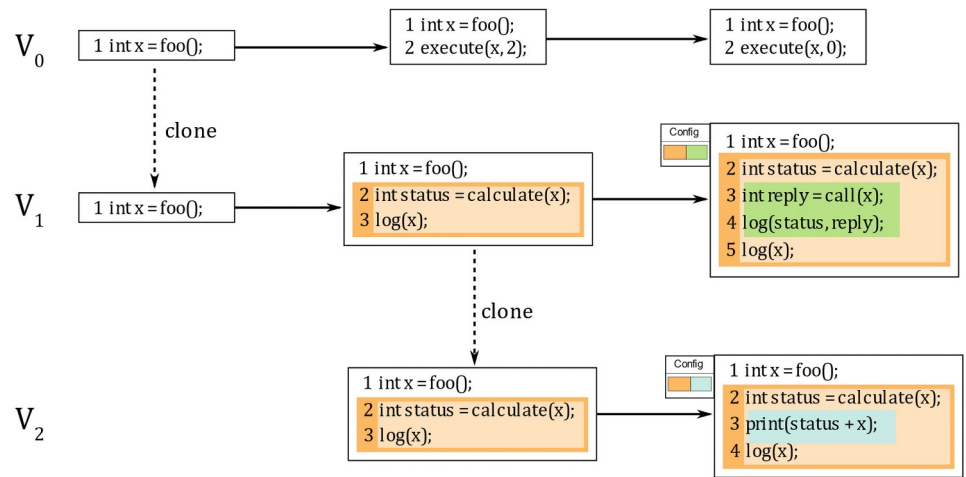 V0
1 int x = foo();
1 int x = foo();
2 execute(x, 2);
1 int x = foo();
2 execute(x, 0);
clone
V1
1 int x = foo();
1 int x = foo();
2 int status = calculate(x);
3 log(x);
Config
1 int x = foo();
2 int status = calculate(x);
3 int reply = call(x);
4 log(status, reply);
5 log(x);
clone
V2
1 int x = foo();
2 int status = calculate(x);
3 log(x);
Config
1 int x = foo();
2 int status = calculate(x);
3 print(status + x);
4 log(x);